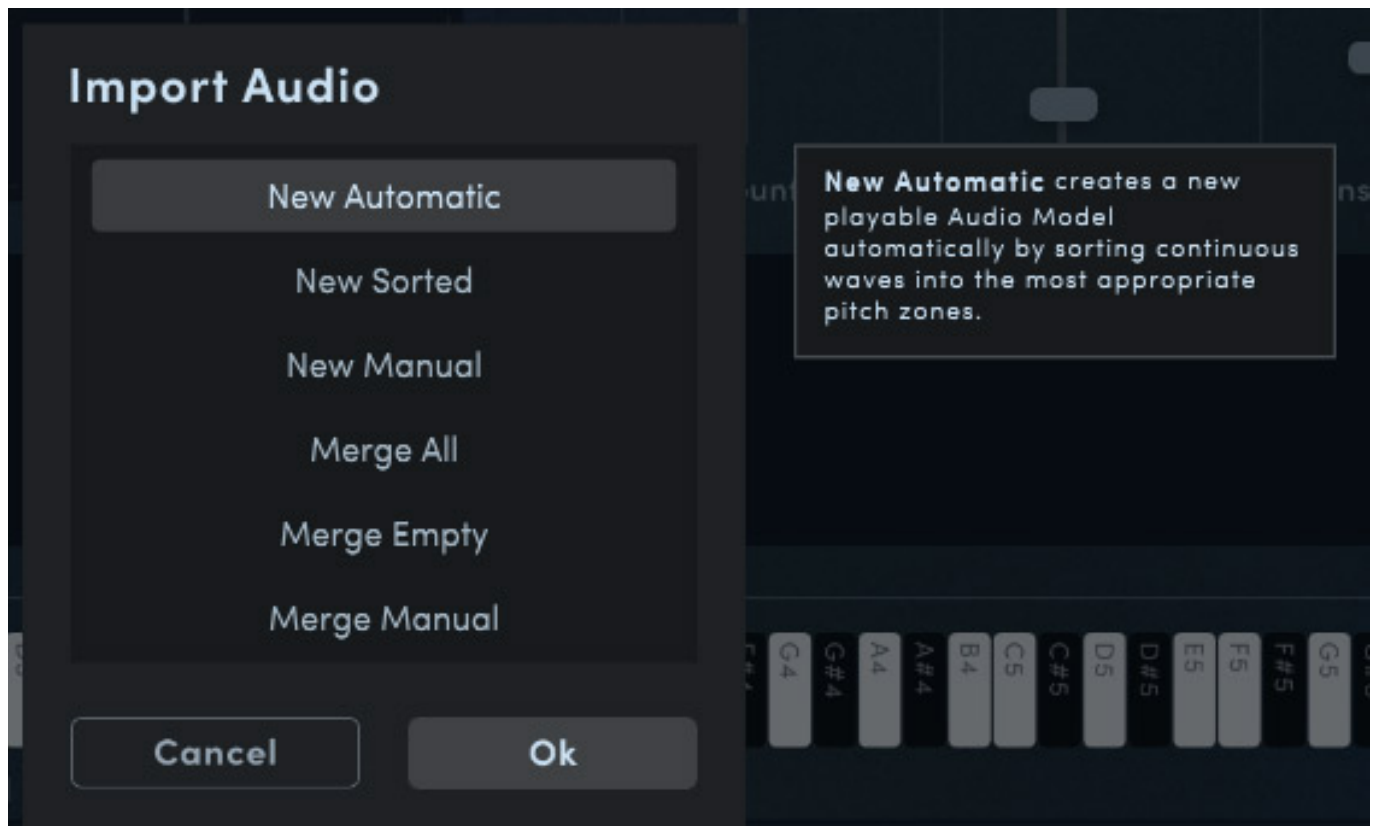 Import Audio
New Automatic
New Sorted
New Manual
Merge All
Merge Empty
Merge Manual
Cancel
Ok
New Automatic creates a new
playable Audio Model
automatically by sorting continuous
waves into the most appropriate
pitch zones.
G4
G#4
A4
A#4
B4
C5
C#5
D5
D#5
E5
F5
F#5
G5